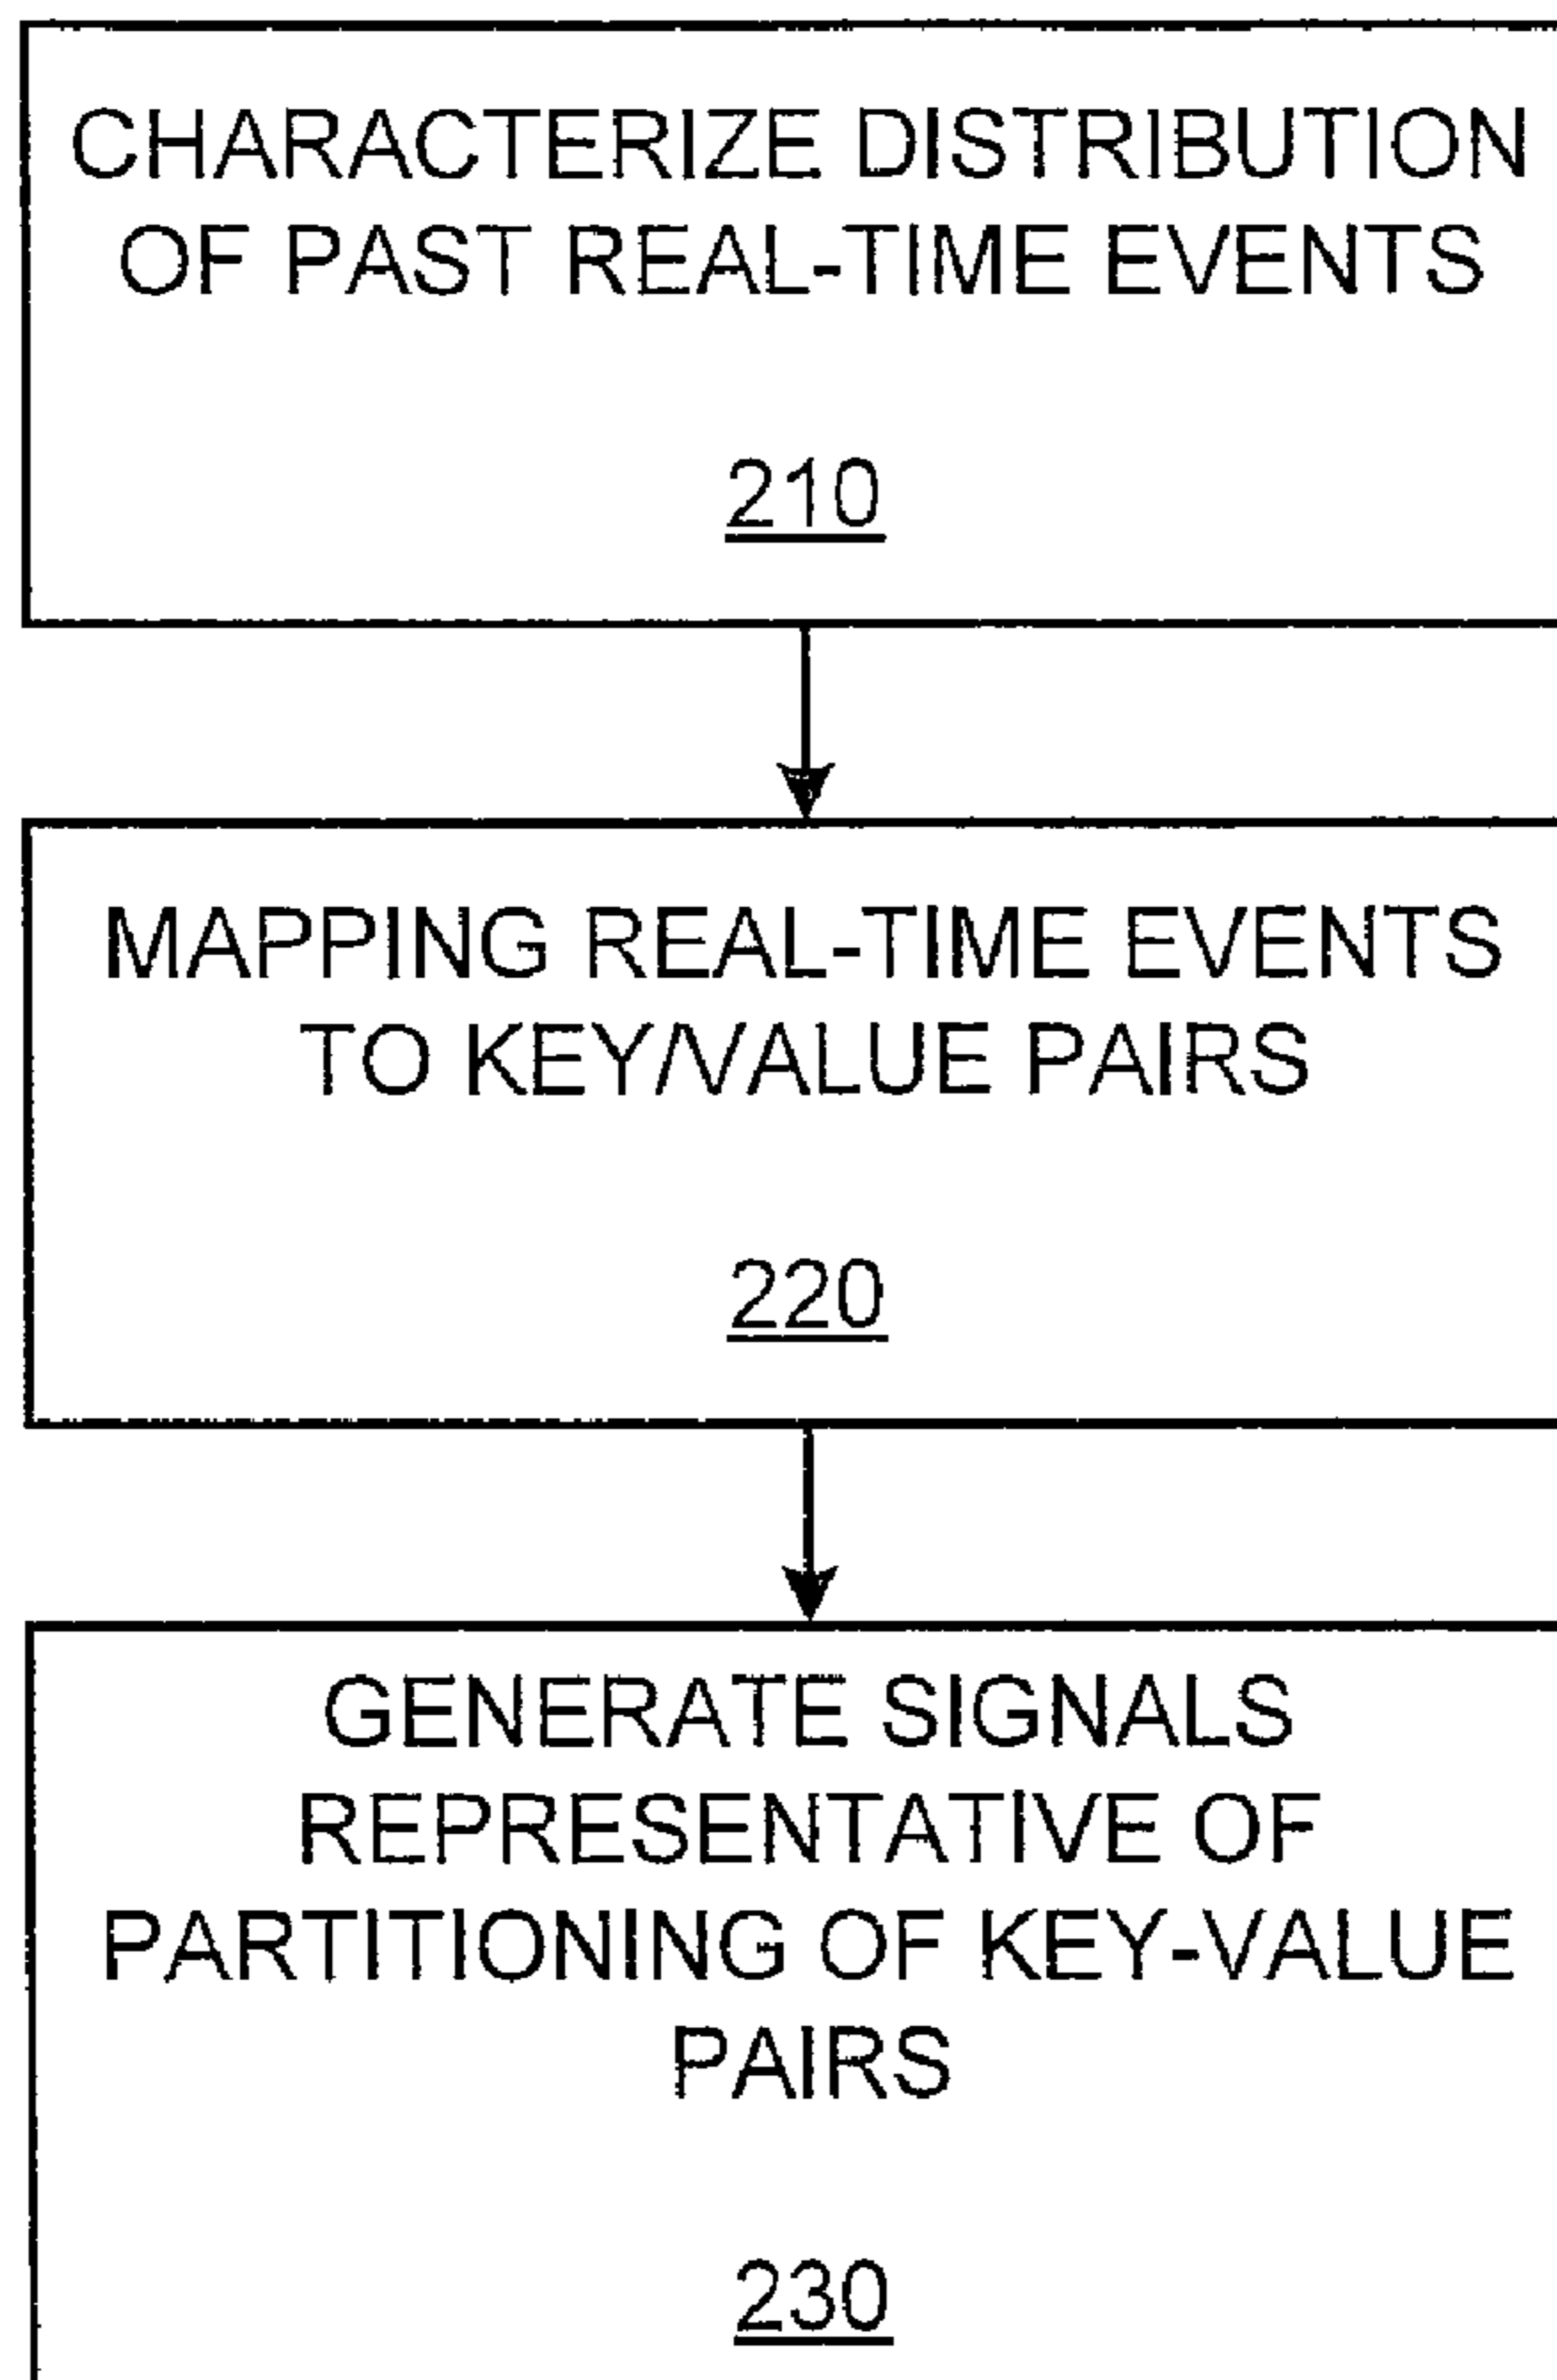 CHARACTERIZE DISTRIBUTION
OF PAST REAL-TIME EVENTS
210
MAPPING REAL-TIME EVENTS
TO KEY/VALUE PAIRS
220
GENERATE SIGNALS
REPRESENTATIVE OF
PARTITIONING OF KEY-VALUE
PAIRS
230